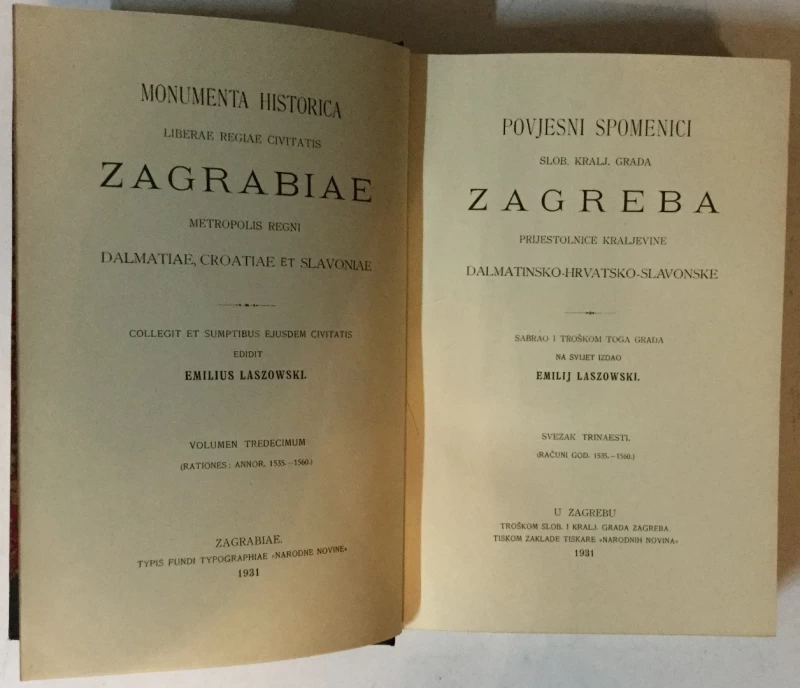 MONUMENTA HISTORICA
LIBERAE REGIAE CIVITATIS
ZAGRABIAE
METROPOLIS REGNI
DALMATIAE, CROATIAE ET SLAVONIAE
COLLEGIT ET SUMPTIBUS EJUSDEM CIVITATIS
EDIDIT
EMILIUS LASZOWSKI.
VOLUMEN TREDECIMUM
(RATIONES: ANNOR. 1535.—1560.)
ZAGRABIAE.
TYPIS FUNDI TYPOGRAPHIAE »NARODNE NOVINE«
1931
POVJESNI SPOMENICI
SLOB. KRALJ. GRADA
ZAGREBA
PRIJESTOLNICE KRALJEVINE
DALMATINSKO-HRVATSKO-SLAVONSKE
SABRAO I TROŠKOM TOGA GRADA
NA SVIJET IZDAO
EMILIJ LASZOWSKI.
SVEZAK TRINAESTI.
(RAČUNI GOD. 1535.—1560.)
U ZAGREBU
TROŠKOM SLOB. I KRALJ. GRADA ZAGREBA.
TISKOM ZAKLADE TISKARE »NARODNIH NOVINA«
1931